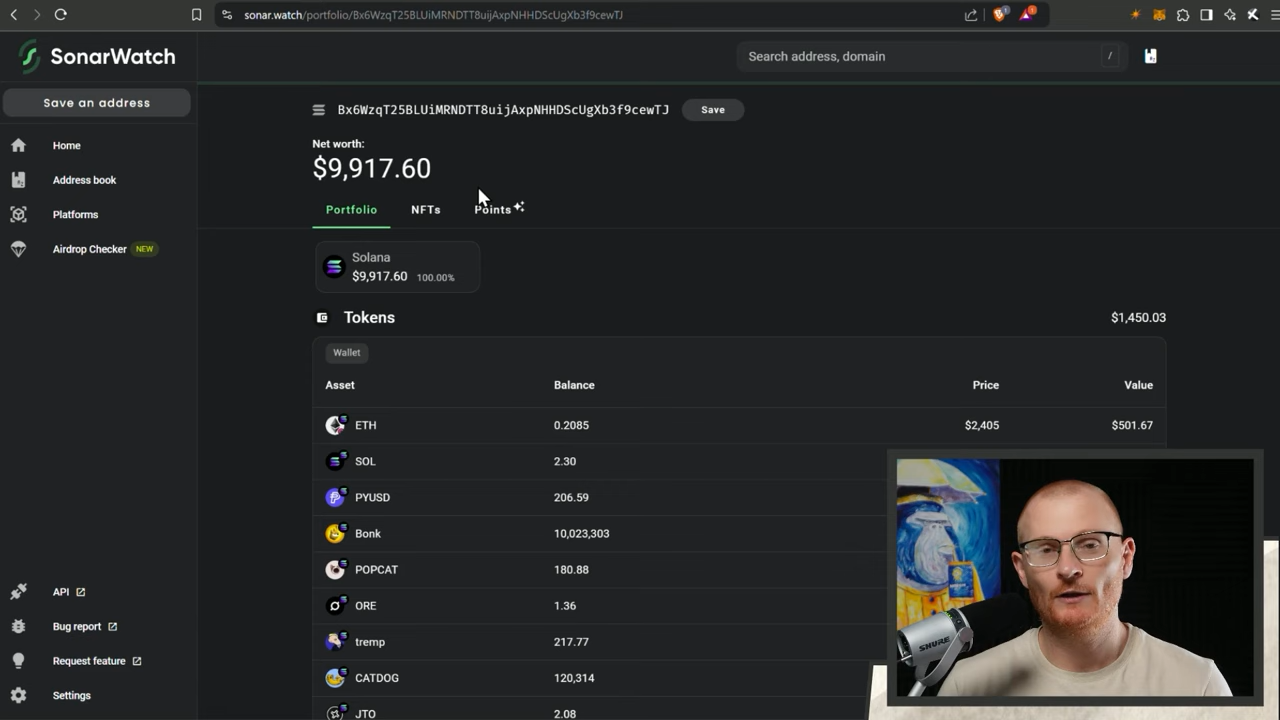 sonar.watch/portfolio/Bx6WzqT25BLUiMRNDTT8uijAxpNHHDScUgXb3f9cewTJ
SonarWatch
Search address, domain /
Save an address
Bx6WzqT25BLUiMRNDTT8uijAxpNHHDScUgXb3f9cewTJ Save
Home
Net worth:
$9,917.60
Address book
Platforms
Portfolio NFTs Points
Airdrop Checker NEW
Solana
$9,917.60 100.00%
Tokens $1,450.03
Wallet
Asset Balance Price Value
ETH 0.2085 $2,405 $501.67
SOL 2.30
PYUSD 206.59
Bonk 10,023,303
POPCAT 180.88
ORE 1.36
tremp 217.77
CATDOG 120,314
JTO 2.08
API
Bug report
Request feature
Settings
SHURE